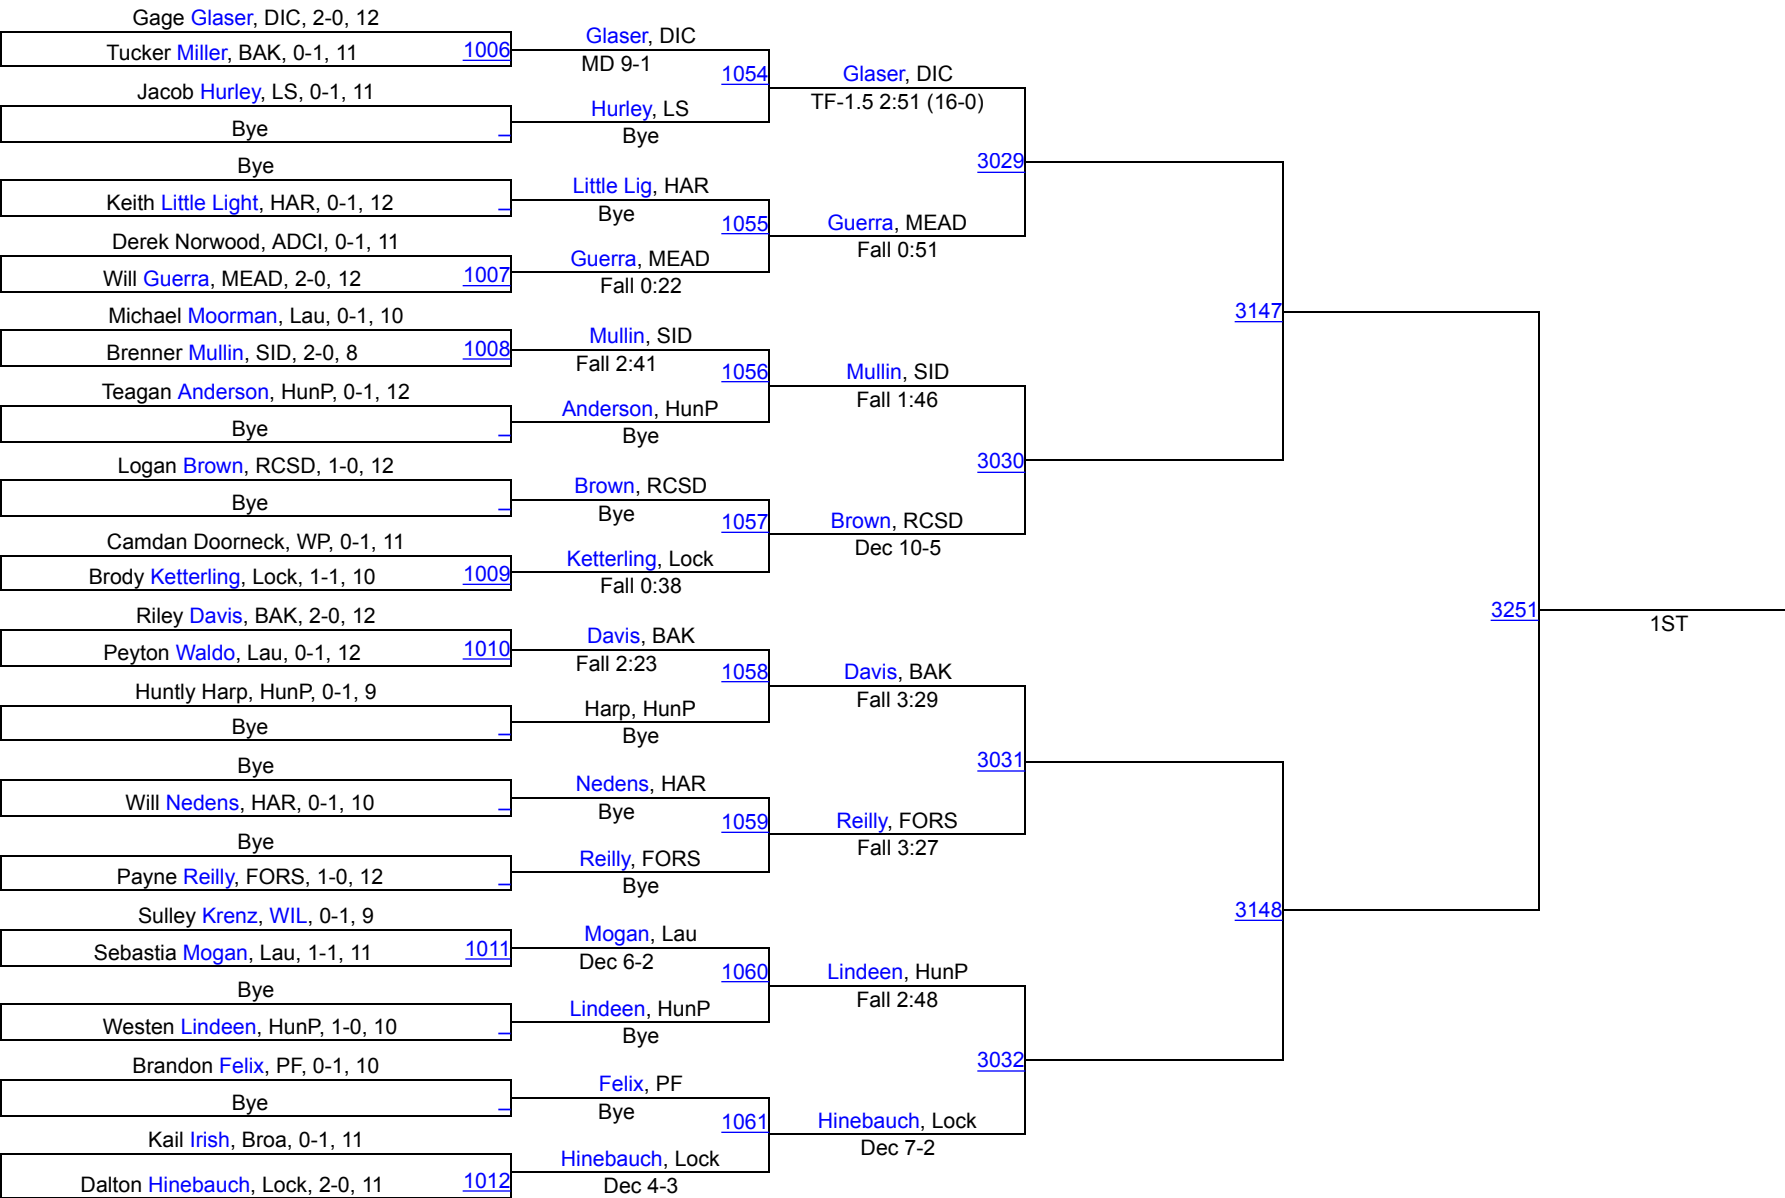 Gage Glaser, DIC, 2-0, 12
Tucker Miller, BAK, 0-1, 11
1006
Jacob Hurley, LS, 0-1, 11
Bye
Bye
Keith Little Light, HAR, 0-1, 12
Derek Norwood, ADCI, 0-1, 11
Will Guerra, MEAD, 2-0, 12
1007
Michael Moorman, Lau, 0-1, 10
Brenner Mullin, SID, 2-0, 8
1008
Teagan Anderson, HunP, 0-1, 12
Bye
Logan Brown, RCSD, 1-0, 12
Bye
Camdan Doorneck, WP, 0-1, 11
Brody Ketterling, Lock, 1-1, 10
1009
Riley Davis, BAK, 2-0, 12
Peyton Waldo, Lau, 0-1, 12
1010
Huntly Harp, HunP, 0-1, 9
Bye
Bye
Will Nedens, HAR, 0-1, 10
Bye
Payne Reilly, FORS, 1-0, 12
Sulley Krenz, WIL, 0-1, 9
Sebastia Mogan, Lau, 1-1, 11
1011
Bye
Westen Lindeen, HunP, 1-0, 10
Brandon Felix, PF, 0-1, 10
Bye
Kail Irish, Broa, 0-1, 11
Dalton Hinebauch, Lock, 2-0, 11
1012
Glaser, DIC
MD 9-1
1054
Hurley, LS
Bye
Little Lig, HAR
Bye
1055
Guerra, MEAD
Fall 0:22
Mullin, SID
Fall 2:41
1056
Anderson, HunP
Bye
Brown, RCSD
Bye
1057
Ketterling, Lock
Fall 0:38
Davis, BAK
Fall 2:23
1058
Harp, HunP
Bye
Nedens, HAR
Bye
1059
Reilly, FORS
Bye
Mogan, Lau
Dec 6-2
1060
Lindeen, HunP
Bye
Felix, PF
Bye
1061
Hinebauch, Lock
Dec 4-3
Glaser, DIC
TF-1.5 2:51 (16-0)
3029
Guerra, MEAD
Fall 0:51
Mullin, SID
Fall 1:46
3030
Brown, RCSD
Dec 10-5
Davis, BAK
Fall 3:29
3031
Reilly, FORS
Fall 3:27
Lindeen, HunP
Fall 2:48
3032
Hinebauch, Lock
Dec 7-2
3147
3148
3251
1ST